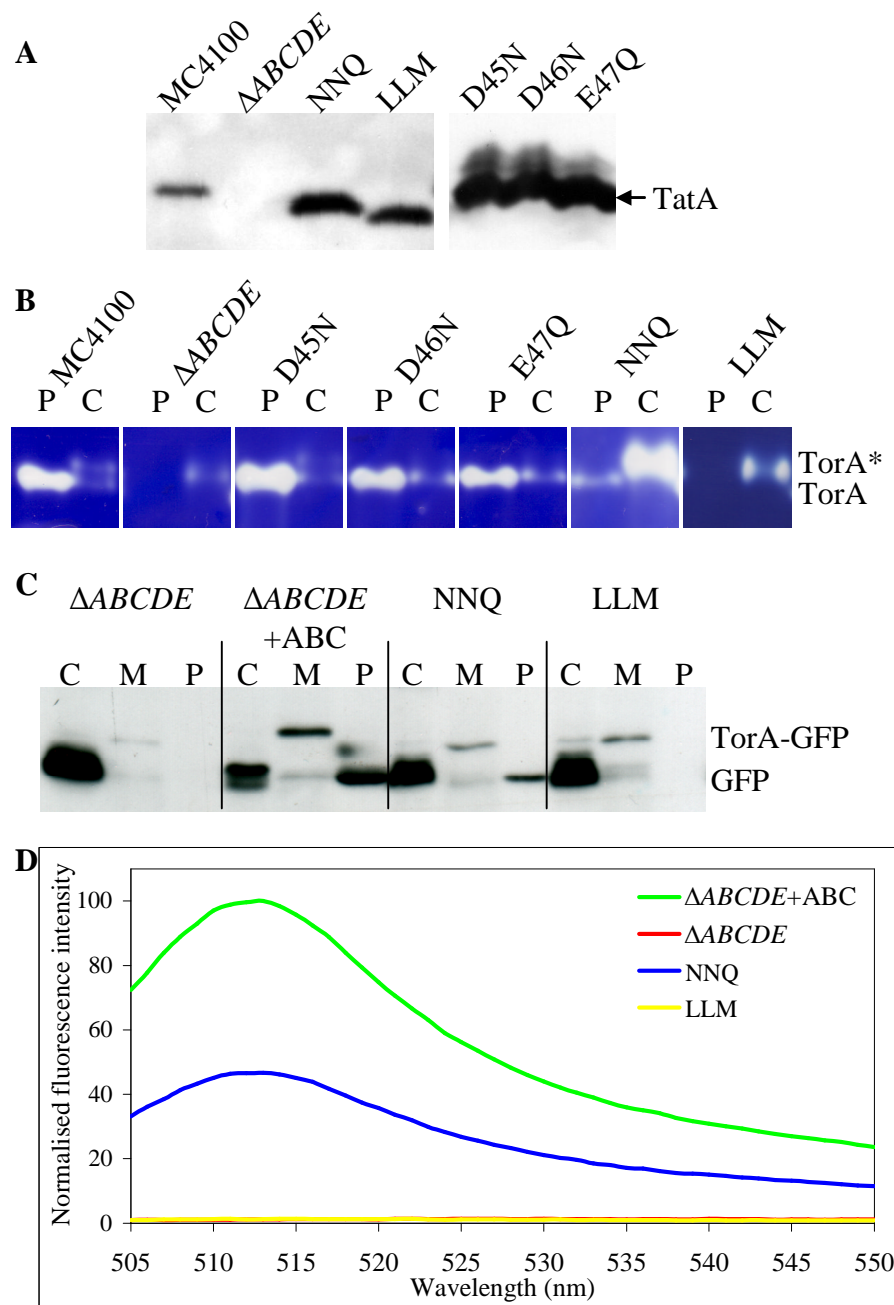 A
MC4100 ΔABCDE NNQ LLM D45N D46N E47Q
TatA
B
MC4100 ΔABCDE D45N D46N E47Q NNQ LLM
P C P C P C P C P C P C P C
TorA*
TorA
C
ΔABCDE ΔABCDE +ABC NNQ LLM
C M P C M P C M P C M P
TorA-GFP
GFP
D
Normalised fluorescence intensity
100
80
60
40
20
0
ΔABCDE+ABC
ΔABCDE
NNQ
LLM
505 510 515 520 525 530 535 540 545 550
Wavelength (nm)